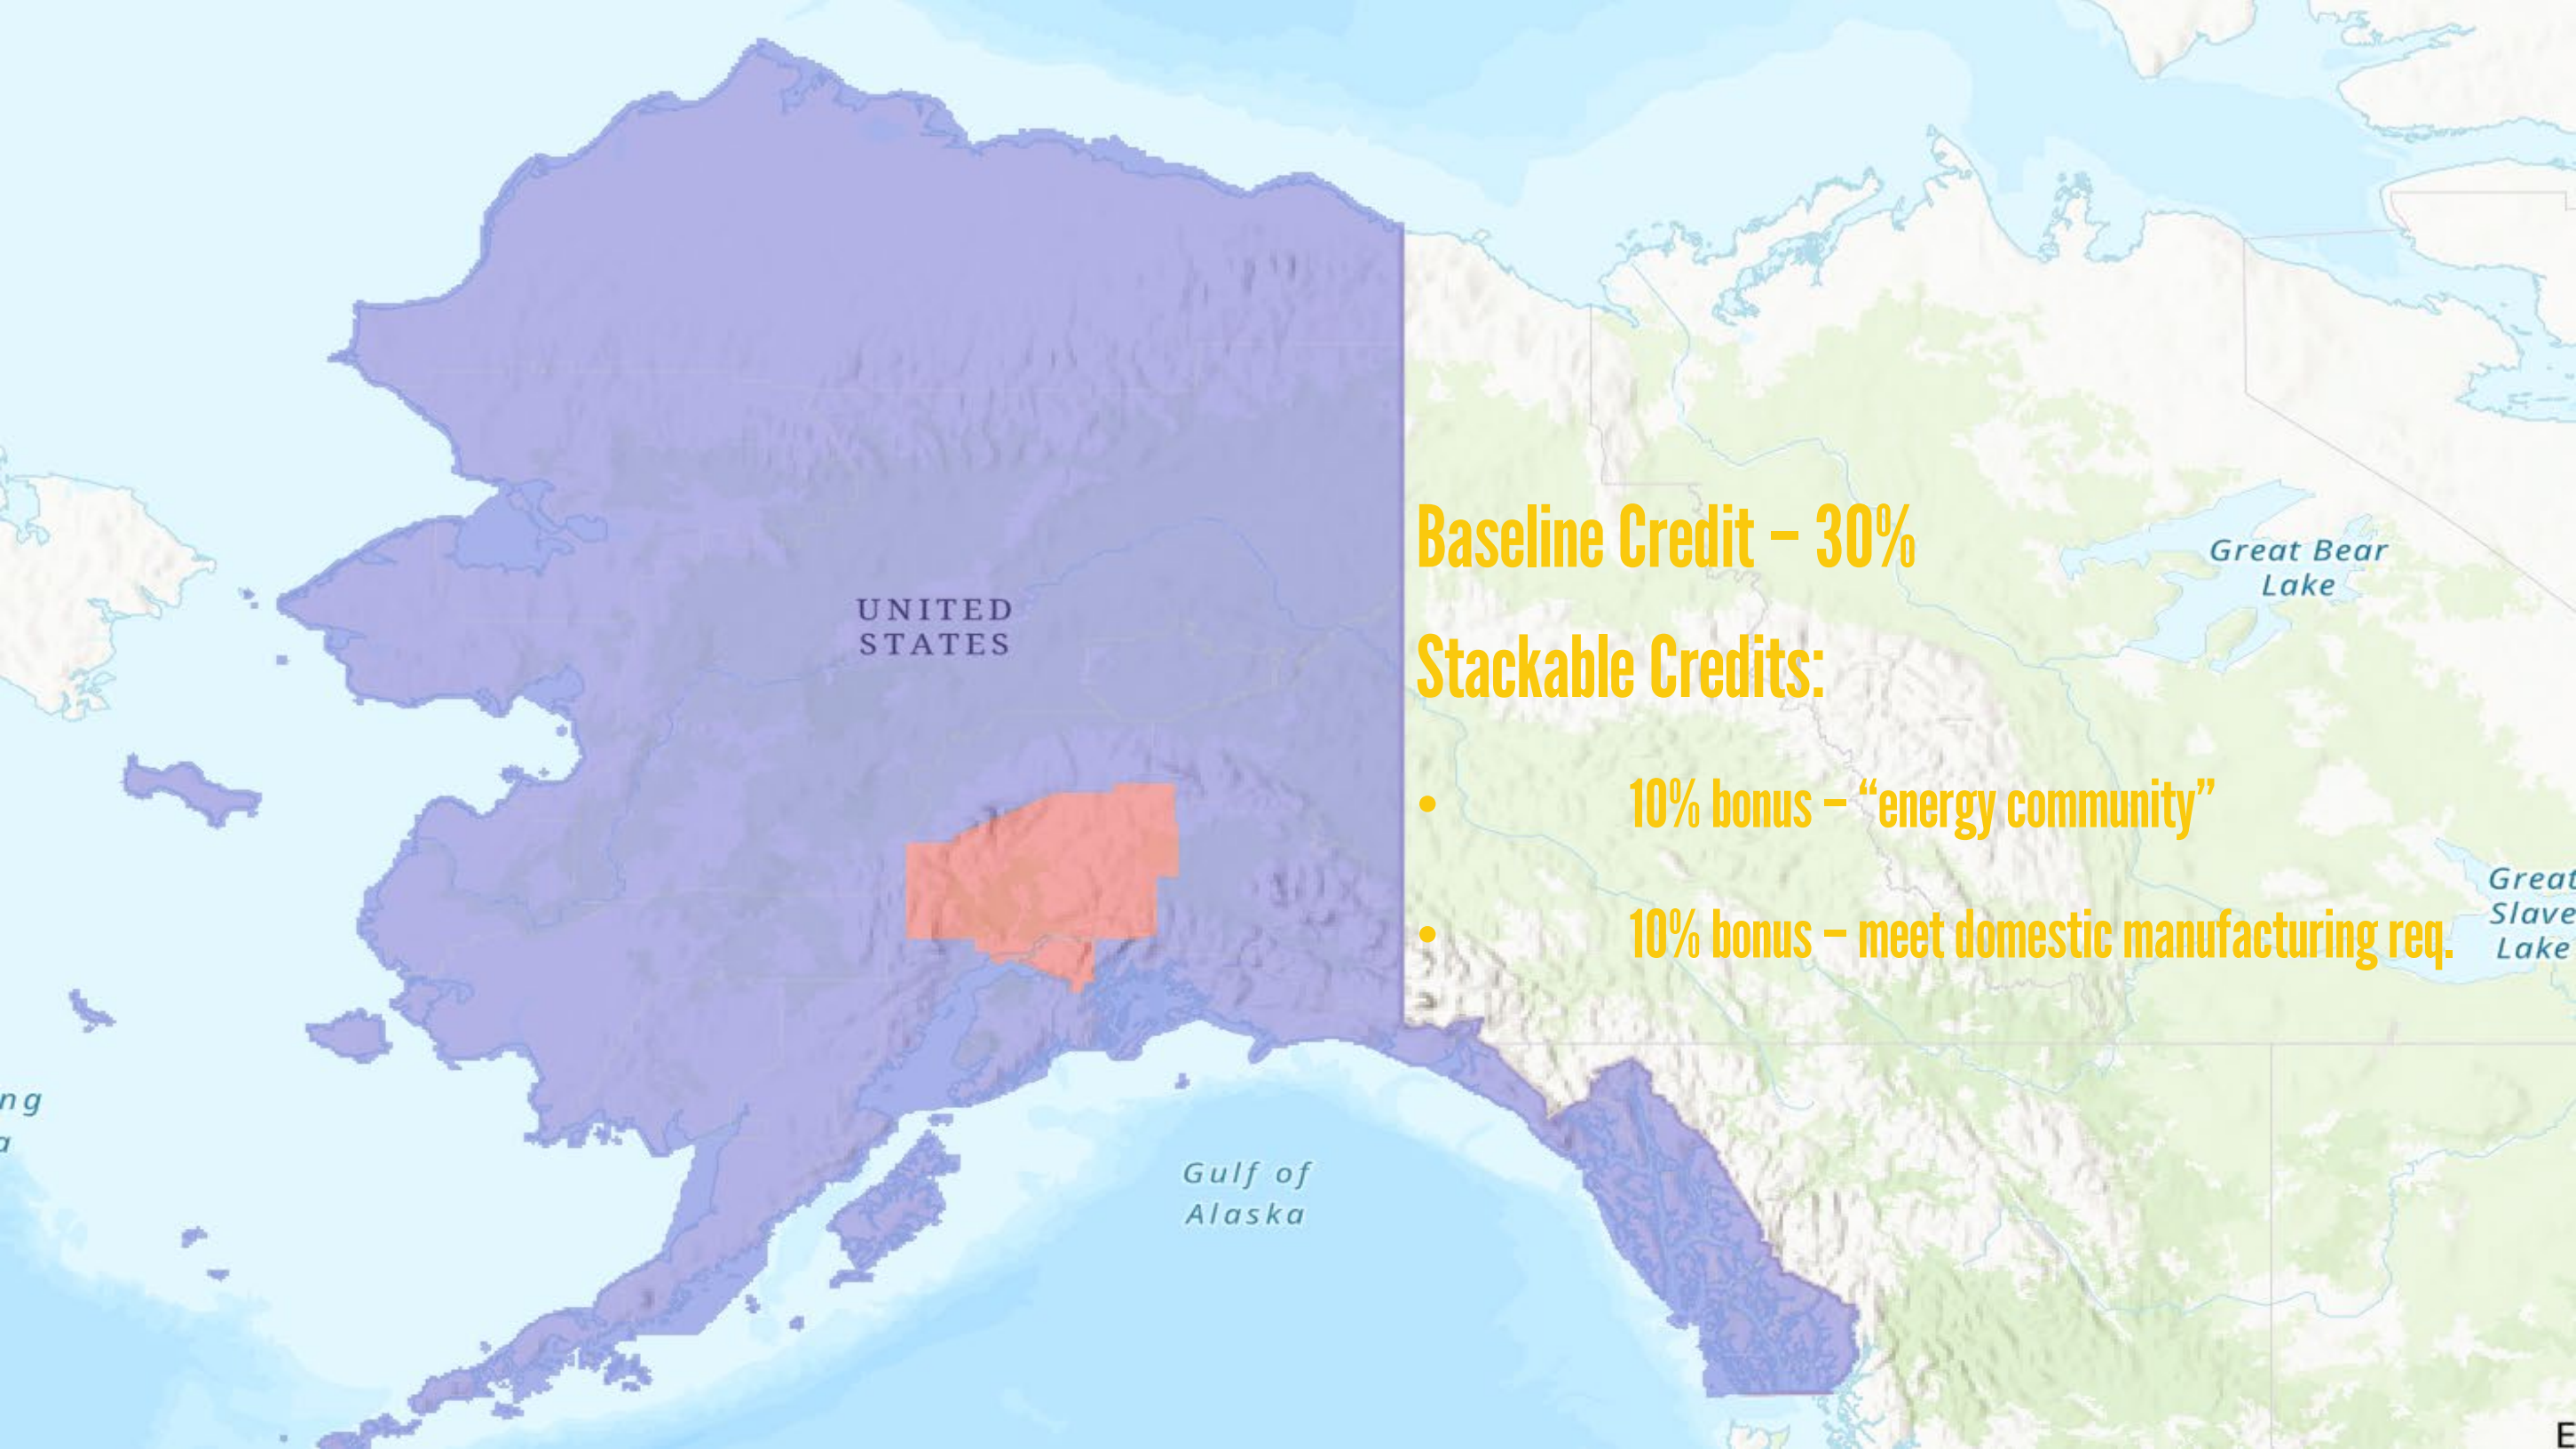 UNITED
STATES
Baseline Credit – 30%
Stackable Credits:
• 10% bonus – “energy community”
• 10% bonus – meet domestic manufacturing req.
Great Bear
Lake
Great
Slave
Lake
Gulf of
Alaska
ng
a
E